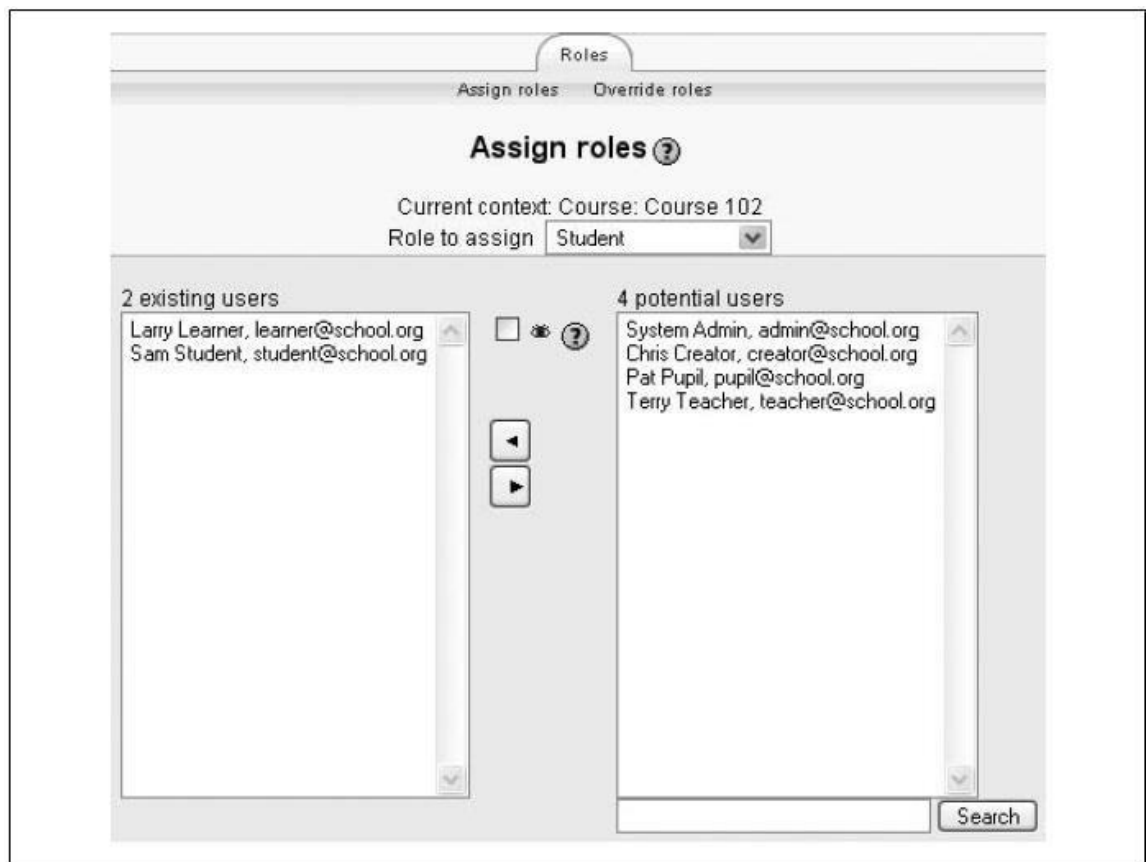 Roles
Assign roles Override roles
Assign roles ?
Current context: Course: Course 102
Role to assign Student
2 existing users
Larry Learner, learner@school.org
Sam Student, student@school.org
?
4 potential users
System Admin, admin@school.org
Chris Creator, creator@school.org
Pat Pupil, pupil@school.org
Terry Teacher, teacher@school.org
Search